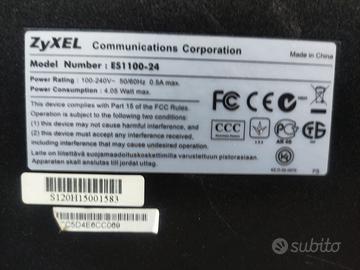 ZyXEL Communications Corporation
Model Number : ES1100-24
Made in China
Power Rating : 100-240V~ 50/60Hz 0.5A max.
Power Consumption : 4.05 Watt max.
This device complies with Part 15 of the FCC Rules.
Operation is subject to the following two conditions:
(1) this device may not cause harmful interference, and
(2) this device must accept any interference received,
including interference that may cause undesired
operation.
Laite on liitettävä suojamaadoituskoskettimilla varustettuun pistorasiaan.
Apparaten skall anslutas till jordat uttag.
FC CE
CCC
S120H15001583
subito